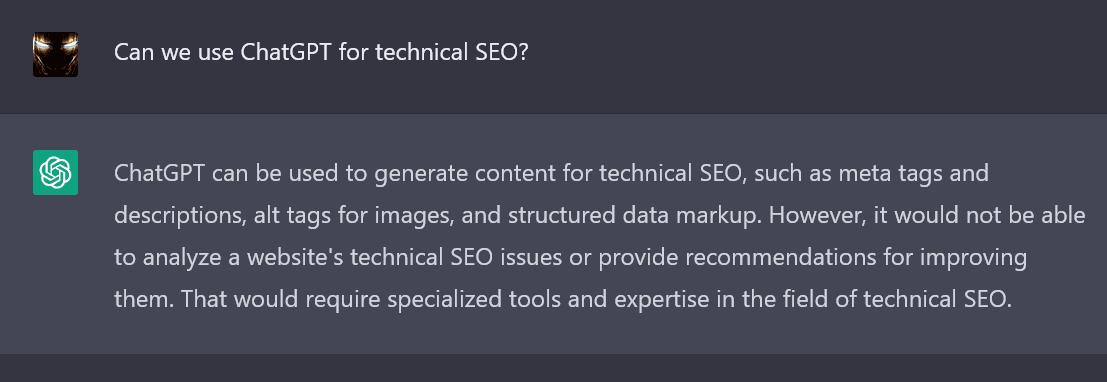 Can we use ChatGPT for technical SEO?
ChatGPT can be used to generate content for technical SEO, such as meta tags and
descriptions, alt tags for images, and structured data markup. However, it would not be able
to analyze a website's technical SEO issues or provide recommendations for improving
them. That would require specialized tools and expertise in the field of technical SEO.